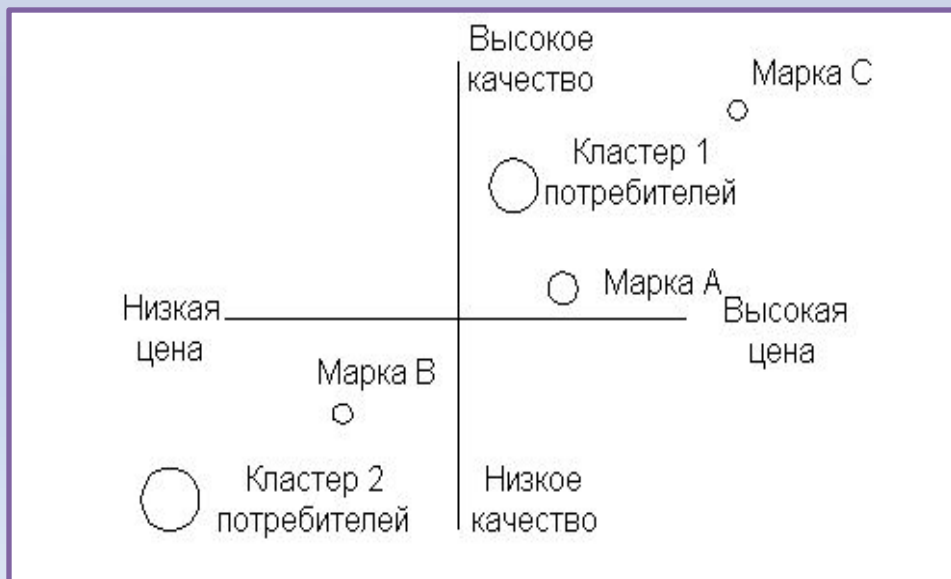 Высокое
качество
Марка С
Кластер 1
потребителей
Марка А
Низкая
цена
Высокая
цена
Марка В
Кластер 2
потребителей
Низкое
качество